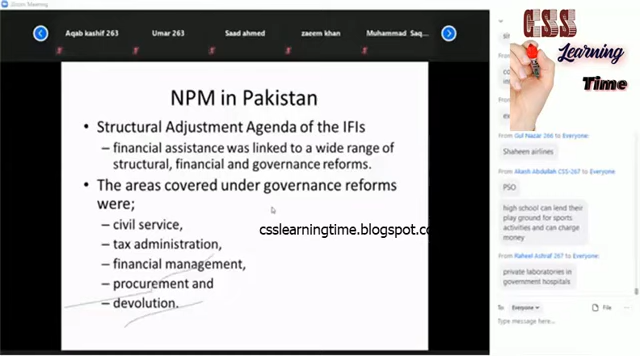 Zoom Meeting
Aqab kashif 263
Umar 263
Saad ahmed
zaeem khan
Muhammad Saq...
CSS
Learning
Time
NPM in Pakistan
• Structural Adjustment Agenda of the IFIs
– financial assistance was linked to a wide range of
structural, financial and governance reforms.
• The areas covered under governance reforms
were;
– civil service,
– tax administration,
– financial management,
– procurement and
– devolution.
csslearningtime.blogspot.co
From Gul Nazar 266 to Everyone:
Shaheen airlines
From Akash Abdullah CSS-267 to Everyone:
PSO
high school can lend their
play ground for sports
activities and can charge
money
From Raheel Ashraf 267 to Everyone:
private laboratories in
government hospitals
To: Everyone
File
Type message here...